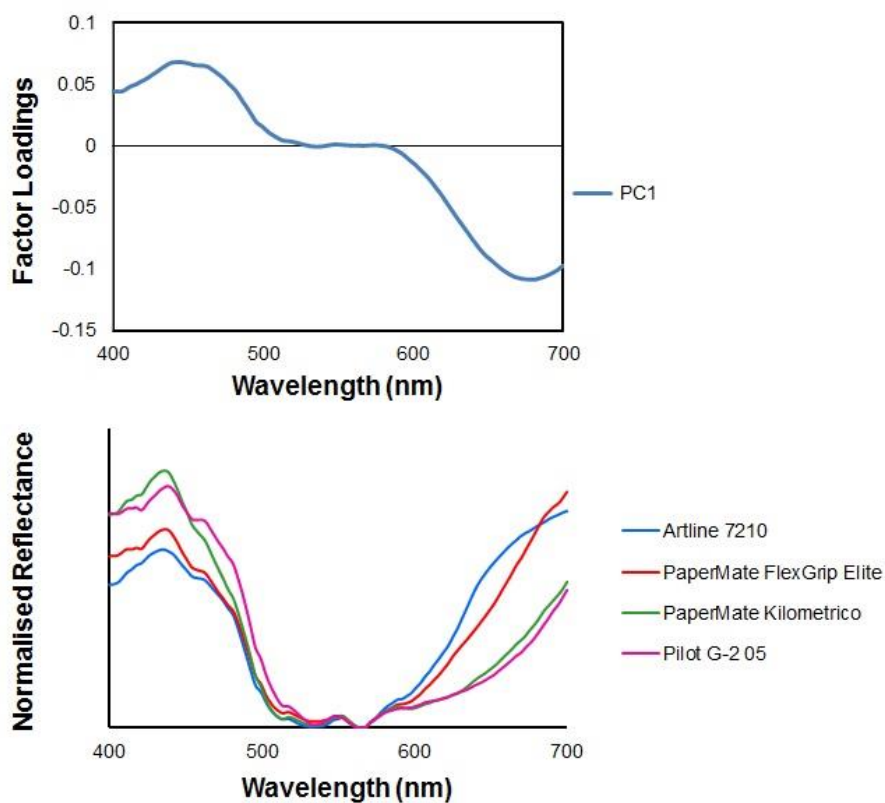 0.1
0.05
0
-0.05
-0.1
-0.15
Factor Loadings
400 500 600 700
Wavelength (nm)
PC1
Normalised Reflectance
Artline 7210
PaperMate FlexGrip Elite
PaperMate Kilometrico
Pilot G-2 05
400 500 600 700
Wavelength (nm)